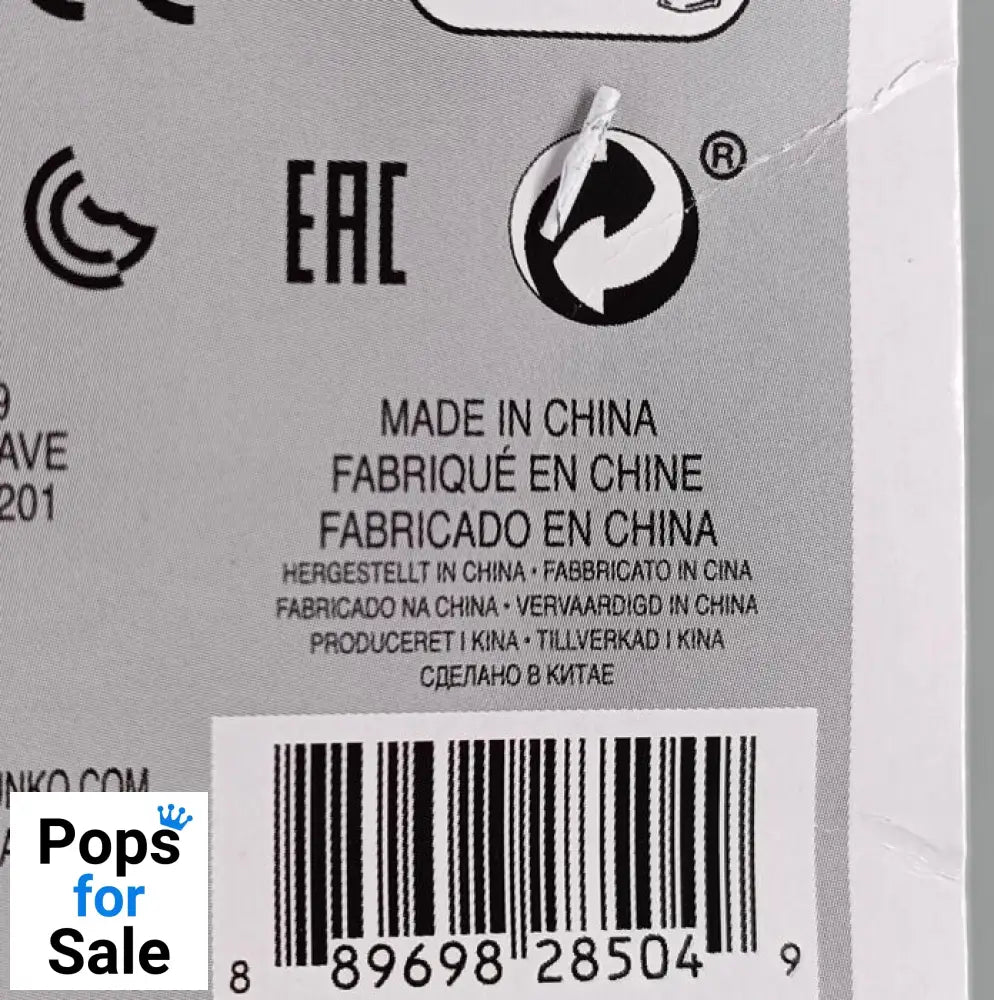 EAC
®
9
AVE
201
MADE IN CHINA
FABRIQUÉ EN CHINE
FABRICADO EN CHINA
HERGESTELLT IN CHINA • FABBRICATO IN CINA
FABRICADO NA CHINA • VERVAARDIGD IN CHINA
PRODUCERET I KINA • TILLVERKAD I KINA
СДЕЛАНО В КИТАЕ
NKO.COM
Pops
for
Sale
8 89698 28504 9